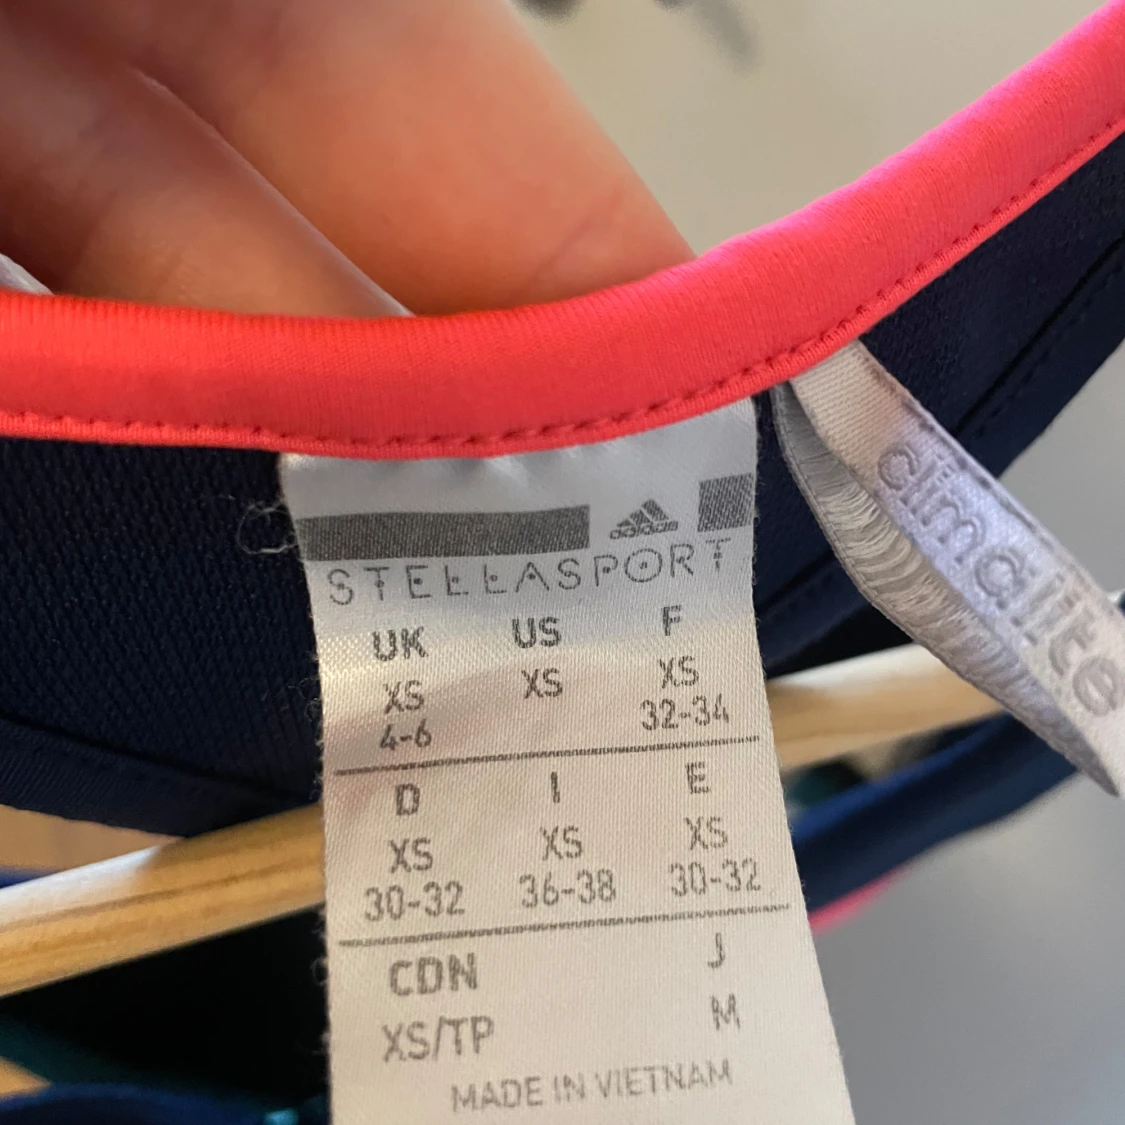 adidas
STELLASPORT
UK US F
XS XS XS
4-6 32-34
D I E
XS XS XS
30-32 36-38 30-32
CDN J
XS/TP M
MADE IN VIETNAM
climalite